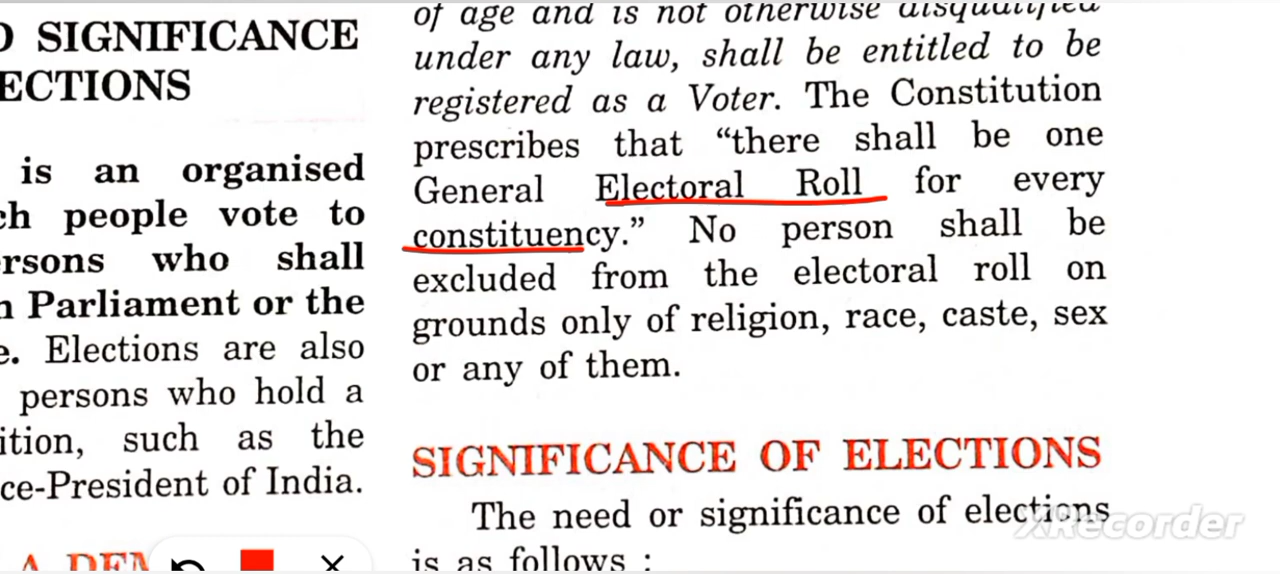 D SIGNIFICANCE
ECTIONS
is an organised
ch people vote to
ersons who shall
n Parliament or the
e. Elections are also
persons who hold a
ition, such as the
ce-President of India.
of age and is not otherwise disqualified
under any law, shall be entitled to be
registered as a Voter. The Constitution
prescribes that “there shall be one
General Electoral Roll for every
constituency.” No person shall be
excluded from the electoral roll on
grounds only of religion, race, caste, sex
or any of them.
SIGNIFICANCE OF ELECTIONS
The need or significance of elections
is as follows :
XRecorder